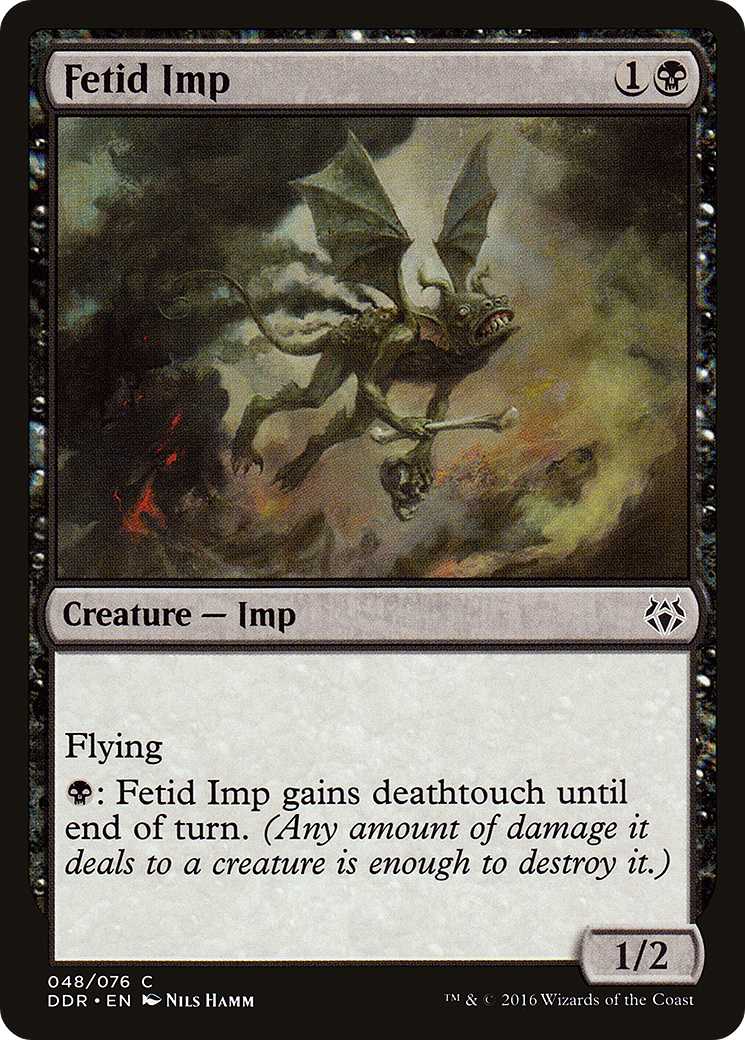 Fetid Imp 1
Creature — Imp
Flying
: Fetid Imp gains deathtouch until
end of turn. (Any amount of damage it
deals to a creature is enough to destroy it.)
1/2
048/076 C
DDR • EN Nils Hamm ™ & © 2016 Wizards of the Coast